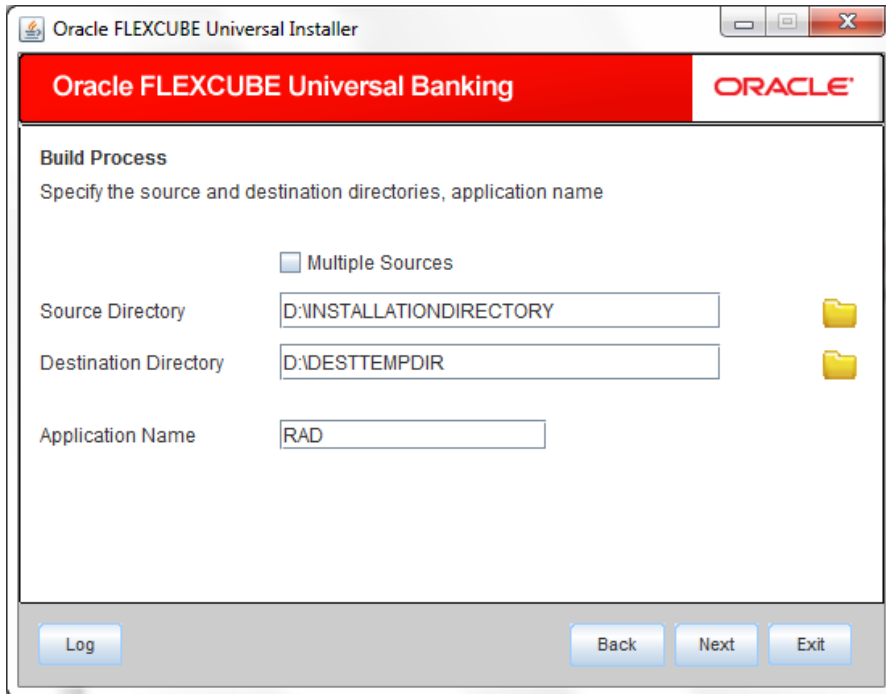 Oracle FLEXCUBE Universal Installer
Oracle FLEXCUBE Universal Banking
ORACLE
Build Process
Specify the source and destination directories, application name
Multiple Sources
Source Directory D:\INSTALLATIONDIRECTORY
Destination Directory D:\DESTTEMPDIR
Application Name RAD
Log Back Next Exit